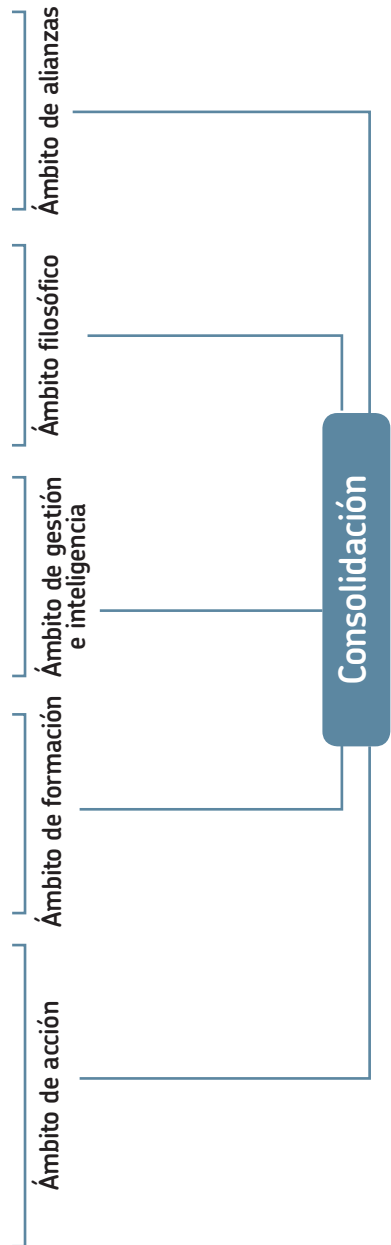 Ámbito de acción
Ámbito de formación
Ámbito de gestión
e inteligencia
Ámbito filosófico
Ámbito de alianzas
Consolidación